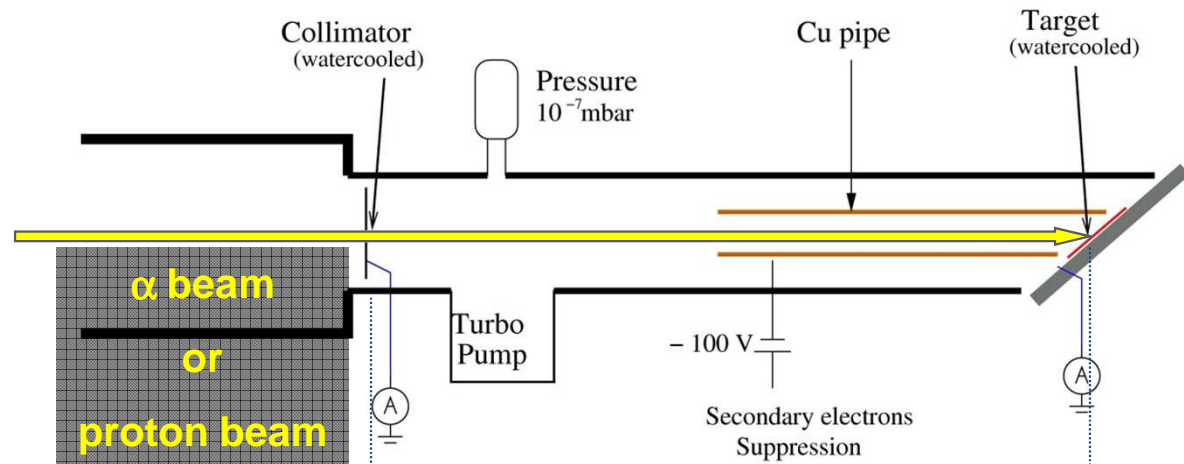 Collimator
(watercooled)
Pressure
10⁻⁷mbar
Cu pipe
Target
(watercooled)
α beam
or
proton beam
Turbo
Pump
A
− 100 V
Secondary electrons
Suppression
A